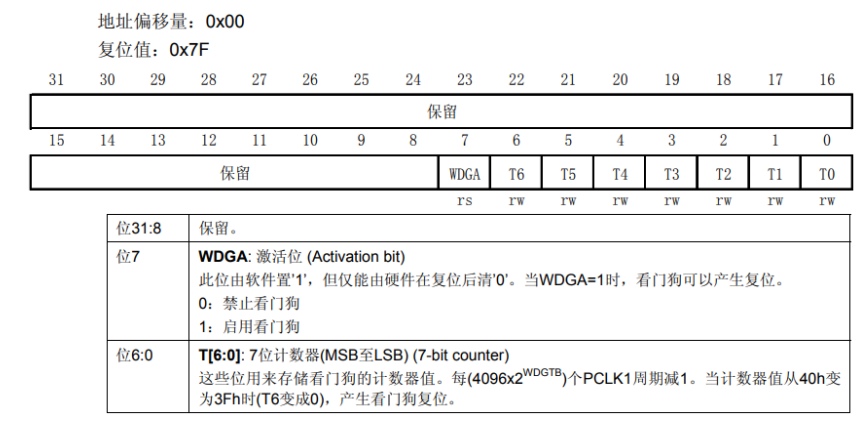 地址偏移量：0x00
复位值：0x7F
31 30 29 28 27 26 25 24 23 22 21 20 19 18 17 16
保留
15 14 13 12 11 10 9 8 7 6 5 4 3 2 1 0
保留 WDGA T6 T5 T4 T3 T2 T1 T0
rs rw rw rw rw rw rw rw
位31:8 保留。
位7 WDGA: 激活位 (Activation bit)
此位由软件置'1'，但仅能由硬件在复位后清'0'。当WDGA=1时，看门狗可以产生复位。
0：禁止看门狗
1：启用看门狗
位6:0 T[6:0]: 7位计数器(MSB至LSB) (7-bit counter)
这些位用来存储看门狗的计数器值。每(4096x2^WDGTB)个PCLK1周期减1。当计数器值从40h变
为3Fh时(T6变成0)，产生看门狗复位。